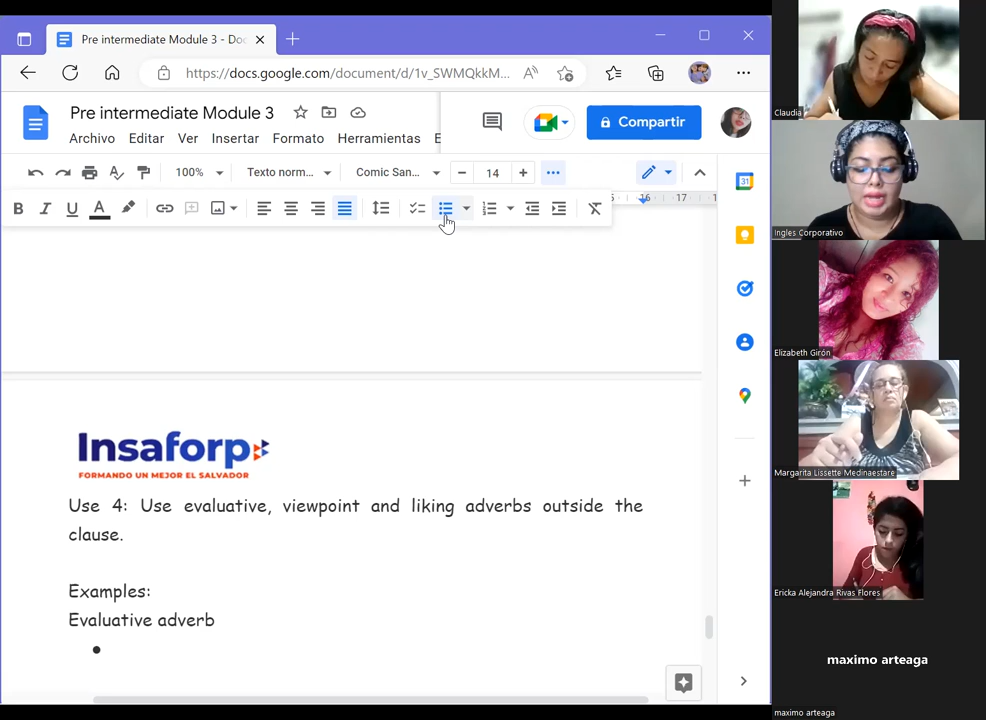 Pre intermediate Module 3 - Doc
https://docs.google.com/document/d/1v_SWMQkkM...
Pre intermediate Module 3
Compartir
Archivo Editar Ver Insertar Formato Herramientas E
100% Texto norm... Comic San... 14
16 17
31
Insaforp
FORMANDO UN MEJOR EL SALVADOR
Use 4: Use evaluative, viewpoint and liking adverbs outside the
clause.
Examples:
Evaluative adverb
Claudia
Ingles Corporativo
Elizabeth Girón
Margarita Lissette Medinaestare
Ericka Alejandra Rivas Flores
maximo arteaga
maximo arteaga